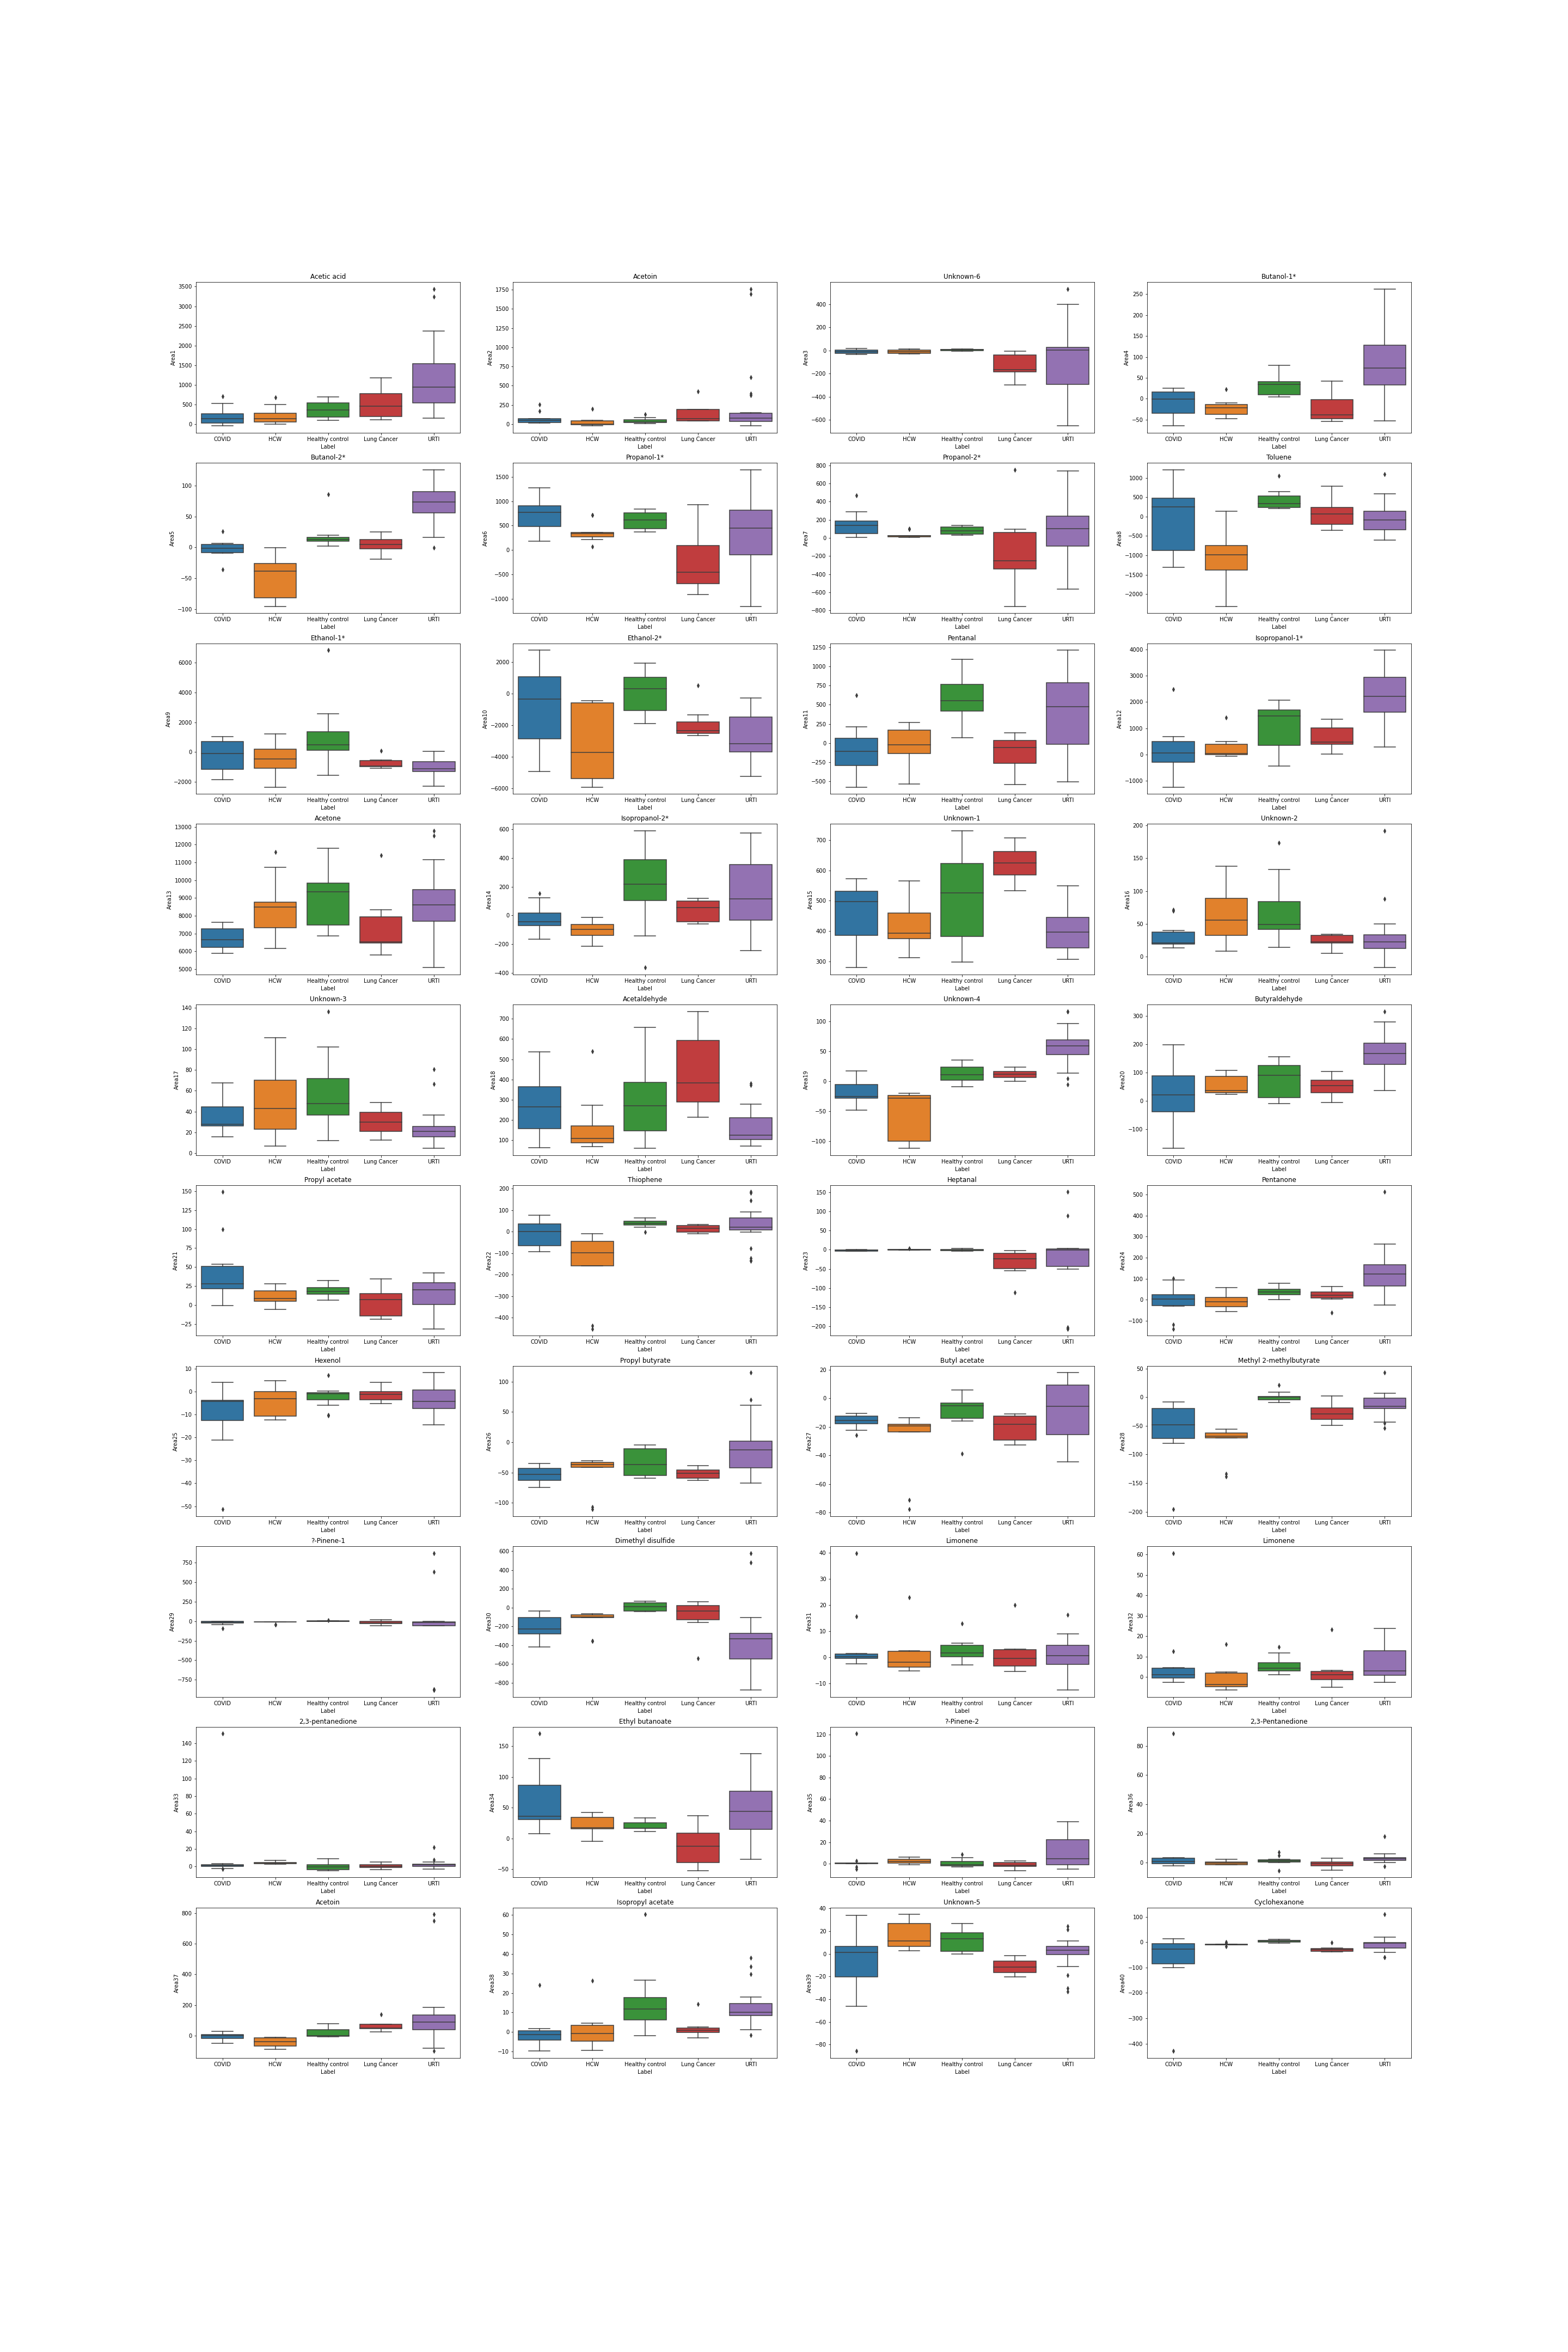 Acetic acid
3500
3000
2500
2000
1500
1000
500
0
Area1
COVID HCW Healthy control Lung Cancer URTI
Label
Acetoin
1750
1500
1250
1000
750
500
250
0
Area2
COVID HCW Healthy control Lung Cancer URTI
Label
Unknown-6
400
200
0
−200
−400
−600
Area3
COVID HCW Healthy control Lung Cancer URTI
Label
Butanol-1*
250
200
150
100
50
0
−50
Area4
COVID HCW Healthy control Lung Cancer URTI
Label
Butanol-2*
100
50
0
−50
−100
Area5
COVID HCW Healthy control Lung Cancer URTI
Label
Propanol-1*
1500
1000
500
0
−500
−1000
Area6
COVID HCW Healthy control Lung Cancer URTI
Label
Propanol-2*
800
600
400
200
0
−200
−400
−600
−800
Area7
COVID HCW Healthy control Lung Cancer URTI
Label
Toluene
1000
500
0
−500
−1000
−1500
−2000
Area8
COVID HCW Healthy control Lung Cancer URTI
Label
Ethanol-1*
6000
4000
2000
0
−2000
Area9
COVID HCW Healthy control Lung Cancer URTI
Label
Ethanol-2*
2000
0
−2000
−4000
−6000
Area10
COVID HCW Healthy control Lung Cancer URTI
Label
Pentanal
1250
1000
750
500
250
0
−250
−500
Area11
COVID HCW Healthy control Lung Cancer URTI
Label
Isopropanol-1*
4000
3000
2000
1000
0
−1000
Area12
COVID HCW Healthy control Lung Cancer URTI
Label
Acetone
13000
12000
11000
10000
9000
8000
7000
6000
5000
Area13
COVID HCW Healthy control Lung Cancer URTI
Label
Isopropanol-2*
600
400
200
0
−200
−400
Area14
COVID HCW Healthy control Lung Cancer URTI
Label
Unknown-1
700
600
500
400
300
Area15
COVID HCW Healthy control Lung Cancer URTI
Label
Unknown-2
200
150
100
50
0
Area16
COVID HCW Healthy control Lung Cancer URTI
Label
Unknown-3
140
120
100
80
60
40
20
0
Area17
COVID HCW Healthy control Lung Cancer URTI
Label
Acetaldehyde
700
600
500
400
300
200
100
Area18
COVID HCW Healthy control Lung Cancer URTI
Label
Unknown-4
100
50
0
−50
−100
Area19
COVID HCW Healthy control Lung Cancer URTI
Label
Butyraldehyde
300
200
100
0
−100
Area20
COVID HCW Healthy control Lung Cancer URTI
Label
Propyl acetate
150
125
100
75
50
25
0
−25
Area21
COVID HCW Healthy control Lung Cancer URTI
Label
Thiophene
200
100
0
−100
−200
−300
−400
Area22
COVID HCW Healthy control Lung Cancer URTI
Label
Heptanal
150
100
50
0
−50
−100
−150
−200
Area23
COVID HCW Healthy control Lung Cancer URTI
Label
Pentanone
500
400
300
200
100
0
−100
Area24
COVID HCW Healthy control Lung Cancer URTI
Label
Hexenol
10
0
−10
−20
−30
−40
−50
Area25
COVID HCW Healthy control Lung Cancer URTI
Label
Propyl butyrate
100
50
0
−50
−100
Area26
COVID HCW Healthy control Lung Cancer URTI
Label
Butyl acetate
20
0
−20
−40
−60
−80
Area27
COVID HCW Healthy control Lung Cancer URTI
Label
Methyl 2-methylbutyrate
50
0
−50
−100
−150
−200
Area28
COVID HCW Healthy control Lung Cancer URTI
Label
?-Pinene-1
750
500
250
0
−250
−500
−750
Area29
COVID HCW Healthy control Lung Cancer URTI
Label
Dimethyl disulfide
600
400
200
0
−200
−400
−600
−800
Area30
COVID HCW Healthy control Lung Cancer URTI
Label
Limonene
40
30
20
10
0
−10
Area31
COVID HCW Healthy control Lung Cancer URTI
Label
Limonene
60
50
40
30
20
10
0
Area32
COVID HCW Healthy control Lung Cancer URTI
Label
2,3-pentanedione
140
120
100
80
60
40
20
0
Area33
COVID HCW Healthy control Lung Cancer URTI
Label
Ethyl butanoate
150
100
50
0
−50
Area34
COVID HCW Healthy control Lung Cancer URTI
Label
?-Pinene-2
120
100
80
60
40
20
0
Area35
COVID HCW Healthy control Lung Cancer URTI
Label
2,3-Pentanedione
80
60
40
20
0
Area36
COVID HCW Healthy control Lung Cancer URTI
Label
Acetoin
800
600
400
200
0
Area37
COVID HCW Healthy control Lung Cancer URTI
Label
Isopropyl acetate
60
50
40
30
20
10
0
−10
Area38
COVID HCW Healthy control Lung Cancer URTI
Label
Unknown-5
40
20
0
−20
−40
−60
−80
Area39
COVID HCW Healthy control Lung Cancer URTI
Label
Cyclohexanone
100
0
−100
−200
−300
−400
Area40
COVID HCW Healthy control Lung Cancer URTI
Label